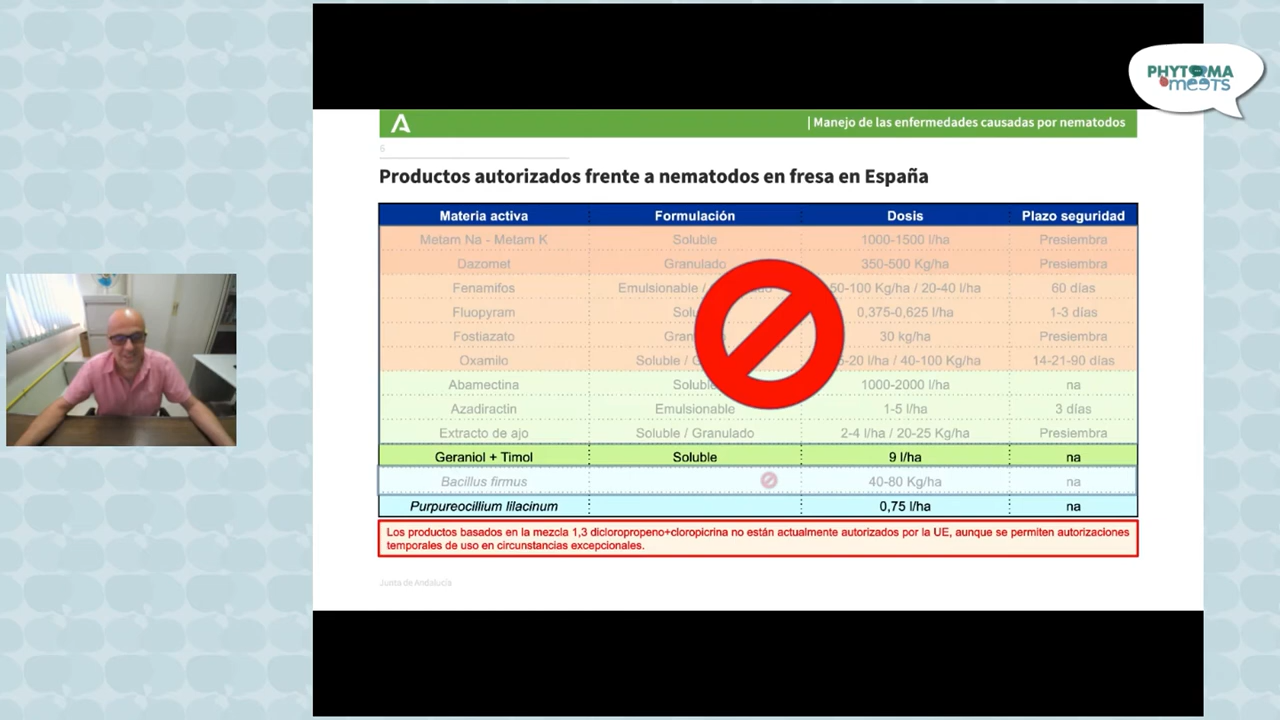 PHYTOMA
meets
| Manejo de las enfermedades causadas por nematodos
6
Productos autorizados frente a nematodos en fresa en España
Materia activa Formulación Dosis Plazo seguridad
Metam Na - Metam K Soluble 1000-1500 l/ha Presiembra
Dazomet Granulado 350-500 Kg/ha Presiembra
Fenamifos Emulsionable / 50-100 Kg/ha / 20-40 l/ha 60 días
Fluopyram 0,375-0,625 l/ha 1-3 días
Fostiazato 30 kg/ha Presiembra
Oxamilo Soluble / -20 l/ha / 40-100 Kg/ha 14-21-90 días
Abamectina Soluble 1000-2000 l/ha na
Azadiractin Emulsionable 1-5 l/ha 3 días
Extracto de ajo Soluble / Granulado 2-4 l/ha / 20-25 Kg/ha Presiembra
Geraniol + Timol Soluble 9 l/ha na
Bacillus firmus 40-80 Kg/ha na
Purpureocillium lilacinum 0,75 l/ha na
Los productos basados en la mezcla 1,3 dicloropropeno+cloropicrina no están actualmente autorizados por la UE, aunque se permiten autorizaciones
temporales de uso en circunstancias excepcionales.
Junta de Andalucía